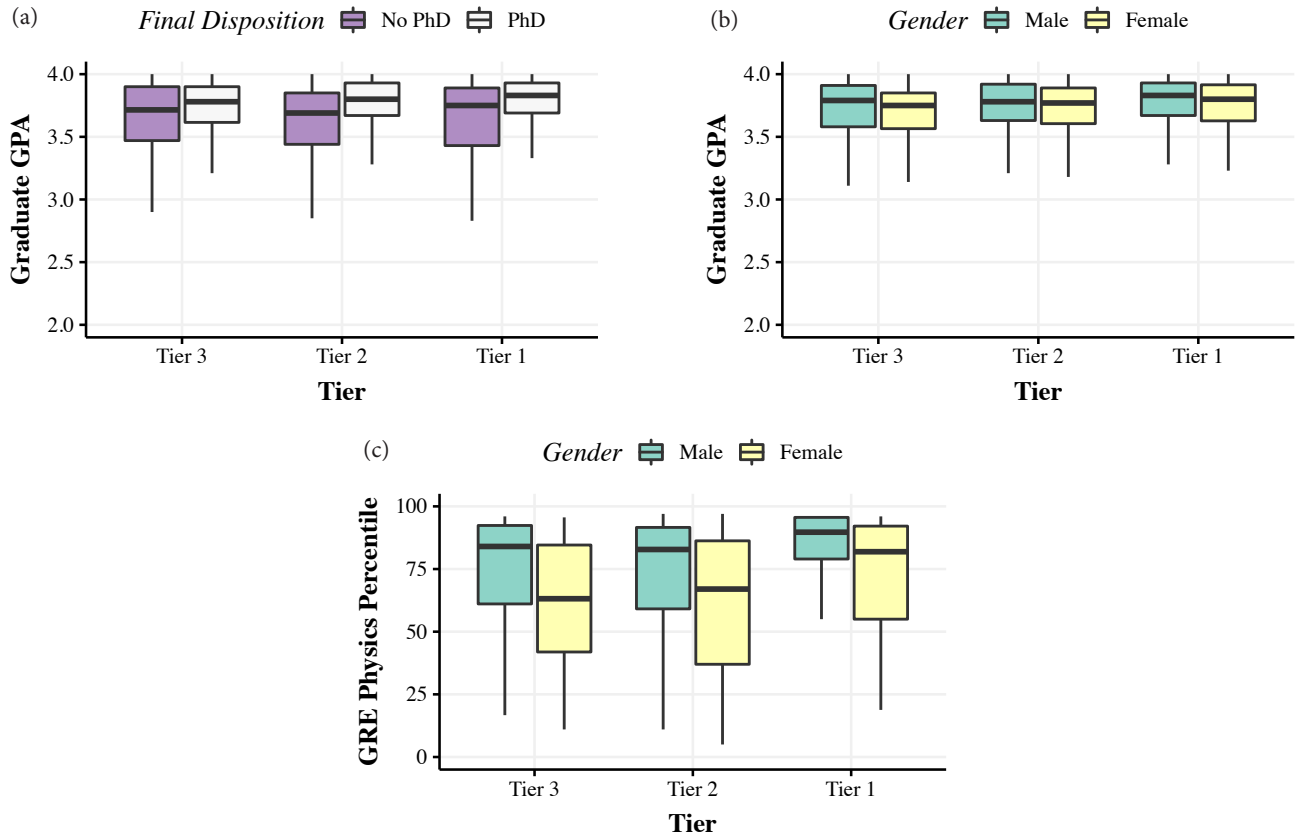 (a)
Final Disposition No PhD PhD
Graduate GPA
4.0
3.5
3.0
2.5
2.0
Tier 3 Tier 2 Tier 1
Tier
(b)
Gender Male Female
Graduate GPA
4.0
3.5
3.0
2.5
2.0
Tier 3 Tier 2 Tier 1
Tier
(c)
Gender Male Female
GRE Physics Percentile
100
75
50
25
0
Tier 3 Tier 2 Tier 1
Tier